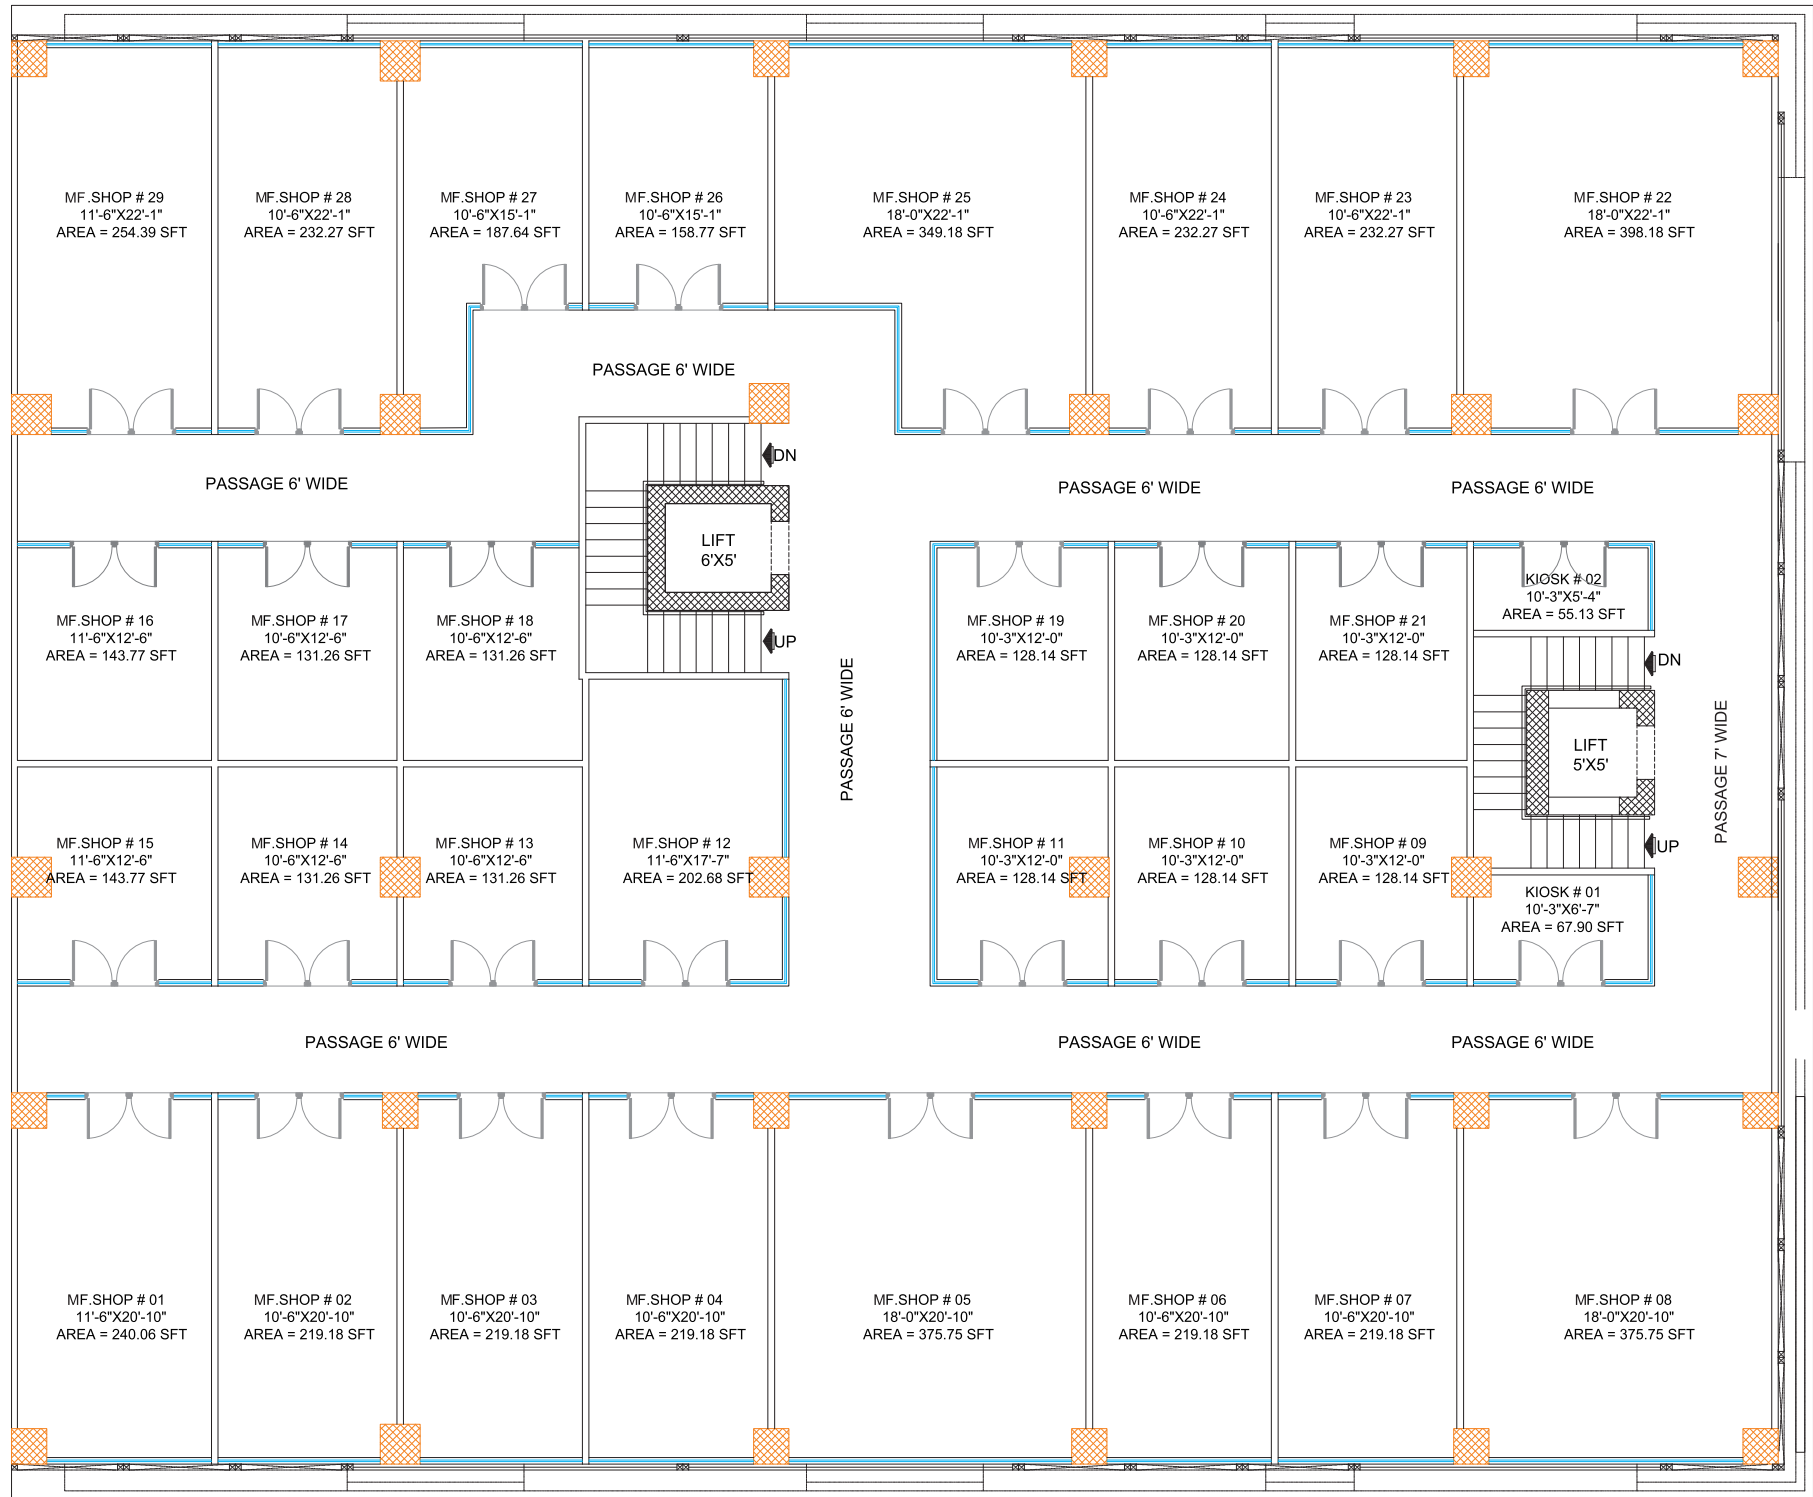 MF.SHOP # 29
11'-6"X22'-1"
AREA = 254.39 SFT
MF.SHOP # 28
10'-6"X22'-1"
AREA = 232.27 SFT
MF.SHOP # 27
10'-6"X15'-1"
AREA = 187.64 SFT
MF.SHOP # 26
10'-6"X15'-1"
AREA = 158.77 SFT
MF.SHOP # 25
18'-0"X22'-1"
AREA = 349.18 SFT
MF.SHOP # 24
10'-6"X22'-1"
AREA = 232.27 SFT
MF.SHOP # 23
10'-6"X22'-1"
AREA = 232.27 SFT
MF.SHOP # 22
18'-0"X22'-1"
AREA = 398.18 SFT
PASSAGE 6' WIDE
PASSAGE 6' WIDE
PASSAGE 6' WIDE
PASSAGE 6' WIDE
DN
LIFT
6'X5'
UP
MF.SHOP # 16
11'-6"X12'-6"
AREA = 143.77 SFT
MF.SHOP # 17
10'-6"X12'-6"
AREA = 131.26 SFT
MF.SHOP # 18
10'-6"X12'-6"
AREA = 131.26 SFT
PASSAGE 6' WIDE
MF.SHOP # 19
10'-3"X12'-0"
AREA = 128.14 SFT
MF.SHOP # 20
10'-3"X12'-0"
AREA = 128.14 SFT
MF.SHOP # 21
10'-3"X12'-0"
AREA = 128.14 SFT
KIOSK # 02
10'-3"X5'-4"
AREA = 55.13 SFT
DN
LIFT
5'X5'
UP
PASSAGE 7' WIDE
MF.SHOP # 15
11'-6"X12'-6"
AREA = 143.77 SFT
MF.SHOP # 14
10'-6"X12'-6"
AREA = 131.26 SFT
MF.SHOP # 13
10'-6"X12'-6"
AREA = 131.26 SFT
MF.SHOP # 12
11'-6"X17'-7"
AREA = 202.68 SFT
MF.SHOP # 11
10'-3"X12'-0"
AREA = 128.14 SFT
MF.SHOP # 10
10'-3"X12'-0"
AREA = 128.14 SFT
MF.SHOP # 09
10'-3"X12'-0"
AREA = 128.14 SFT
KIOSK # 01
10'-3"X6'-7"
AREA = 67.90 SFT
PASSAGE 6' WIDE
PASSAGE 6' WIDE
PASSAGE 6' WIDE
MF.SHOP # 01
11'-6"X20'-10"
AREA = 240.06 SFT
MF.SHOP # 02
10'-6"X20'-10"
AREA = 219.18 SFT
MF.SHOP # 03
10'-6"X20'-10"
AREA = 219.18 SFT
MF.SHOP # 04
10'-6"X20'-10"
AREA = 219.18 SFT
MF.SHOP # 05
18'-0"X20'-10"
AREA = 375.75 SFT
MF.SHOP # 06
10'-6"X20'-10"
AREA = 219.18 SFT
MF.SHOP # 07
10'-6"X20'-10"
AREA = 219.18 SFT
MF.SHOP # 08
18'-0"X20'-10"
AREA = 375.75 SFT